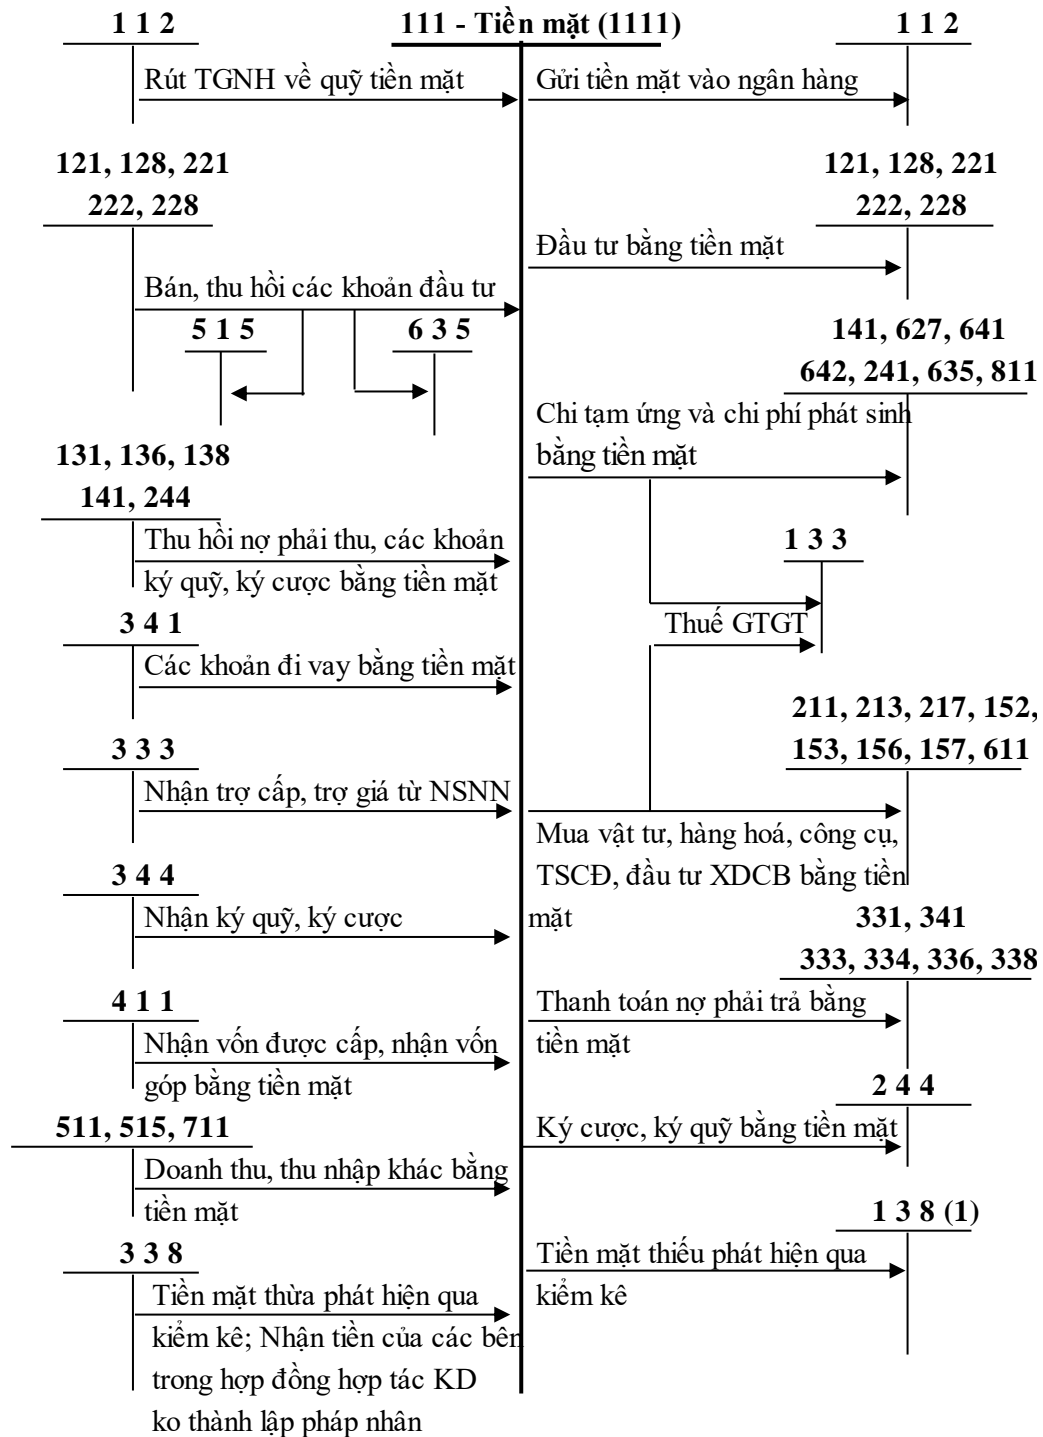 1 1 2
111 - Tiền mặt (1111)
1 1 2
Rút TGNH về quỹ tiền mặt
Gửi tiền mặt vào ngân hàng
121, 128, 221
222, 228
121, 128, 221
222, 228
Đầu tư bằng tiền mặt
Bán, thu hồi các khoản đầu tư
5 1 5
6 3 5
141, 627, 641
642, 241, 635, 811
Chi tạm ứng và chi phí phát sinh
bằng tiền mặt
131, 136, 138
141, 244
Thu hồi nợ phải thu, các khoản
ký quỹ, ký cược bằng tiền mặt
1 3 3
Thuế GTGT
3 4 1
Các khoản đi vay bằng tiền mặt
211, 213, 217, 152,
153, 156, 157, 611
3 3 3
Nhận trợ cấp, trợ giá từ NSNN
Mua vật tư, hàng hoá, công cụ,
TSCĐ, đầu tư XDCB bằng tiền
mặt
3 4 4
Nhận ký quỹ, ký cược
331, 341
333, 334, 336, 338
4 1 1
Thanh toán nợ phải trả bằng
tiền mặt
Nhận vốn được cấp, nhận vốn
góp bằng tiền mặt
2 4 4
Ký cược, ký quỹ bằng tiền mặt
511, 515, 711
Doanh thu, thu nhập khác bằng
tiền mặt
1 3 8 (1)
Tiền mặt thiếu phát hiện qua
kiểm kê
3 3 8
Tiền mặt thừa phát hiện qua
kiểm kê; Nhận tiền của các bên
trong hợp đồng hợp tác KD
ko thành lập pháp nhân